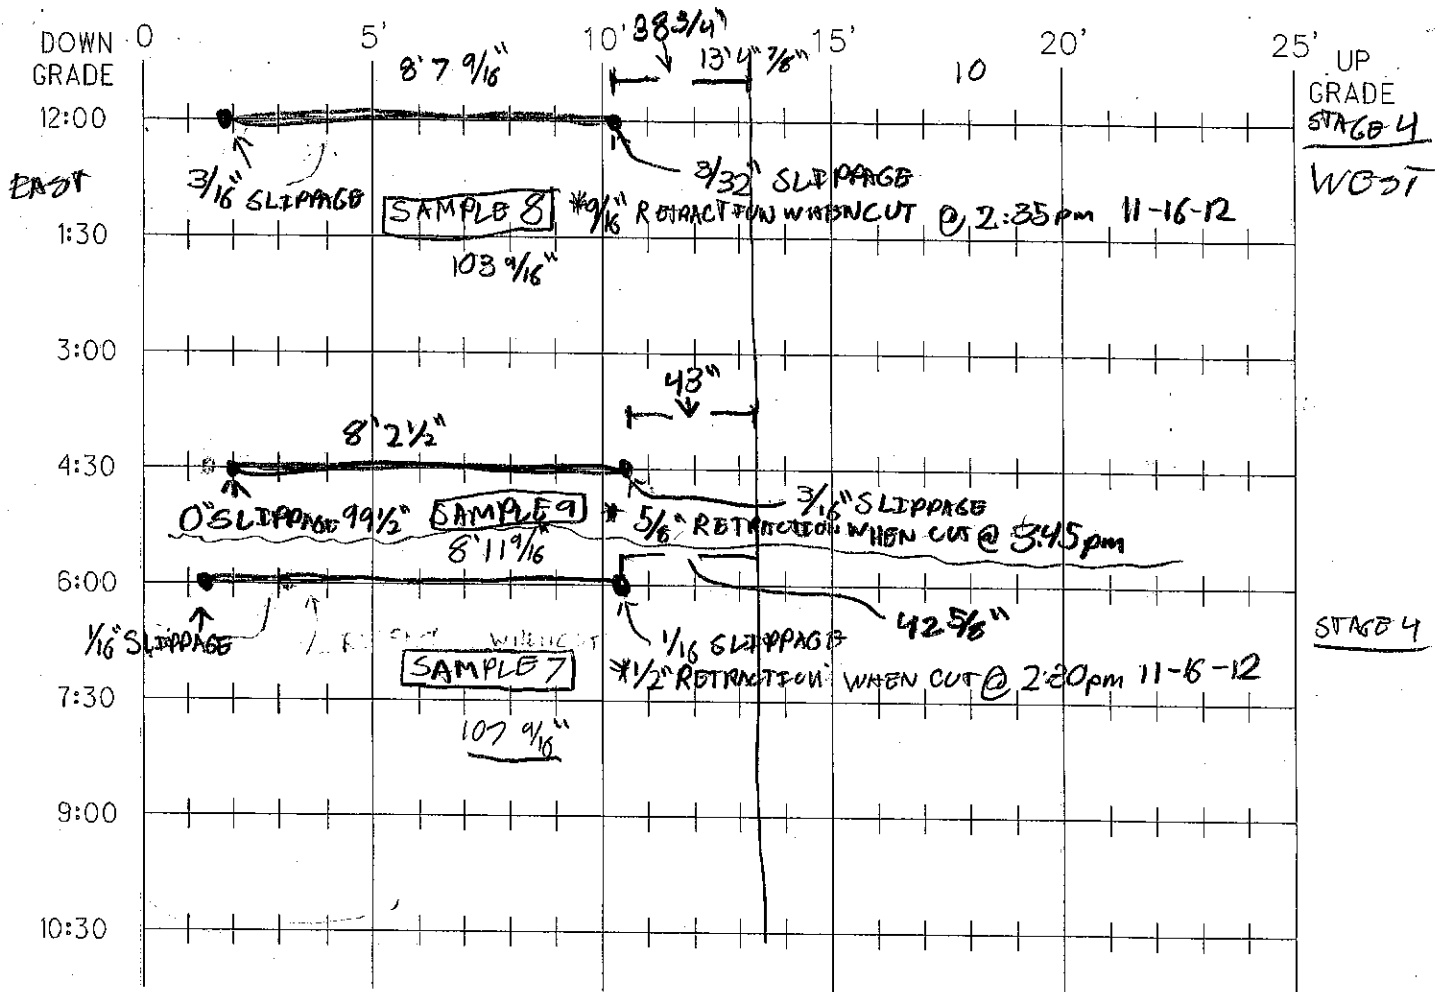 DOWN GRADE 0 5' 10' 15' 20' 25' UP GRADE
38 3/4"
8' 7 9/16" 13' 4" 7/8" 10
12:00 STAGE 4
EAST WEST
3/16" SLIPPAGE 3/32" SLIPPAGE
SAMPLE 8 *9/16" RETRACTION WHEN CUT @ 2:35pm 11-16-12
1:30
103 9/16"
3:00
43"
8' 2 1/2"
4:30
0" SLIPPAGE 99 1/2" SAMPLE 9 * 3/16" SLIPPAGE
5/8" RETRACTION WHEN CUT @ 3:45pm
8' 11 9/16"
6:00
42 5/8"
1/16" SLIPPAGE 1/16 SLIPPAGE STAGE 4
SAMPLE 7 *1/2" RETRACTION WHEN CUT @ 2:20pm 11-16-12
7:30
107 9/16"
9:00
10:30